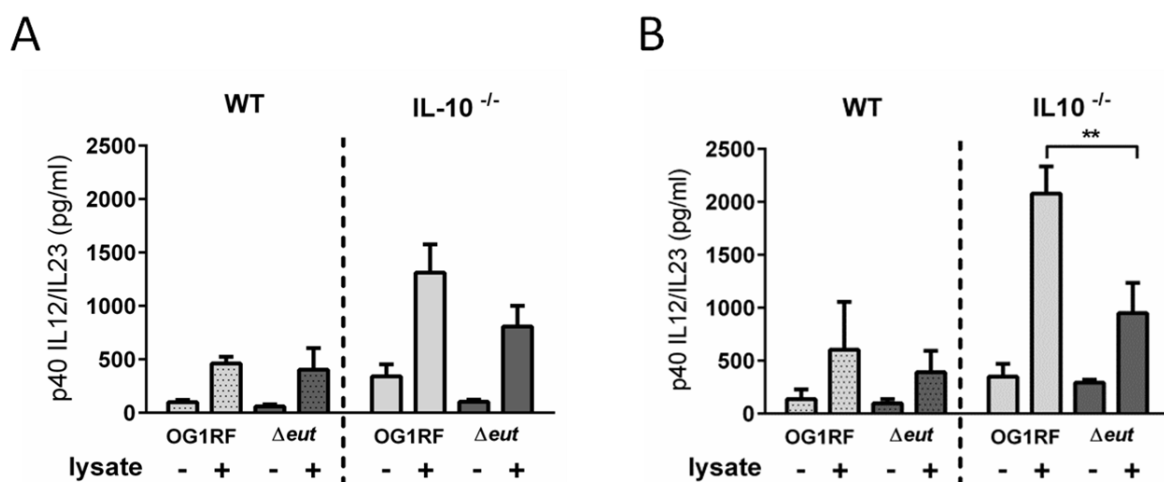 A
WT
IL-10 -/-
p40 IL12/IL23 (pg/ml)
2500
2000
1500
1000
500
0
OG1RF
Δeut
OG1RF
Δeut
lysate - + - + - + - +
B
WT
IL10 -/-
**
p40 IL12/IL23 (pg/ml)
2500
2000
1500
1000
500
0
OG1RF
Δeut
OG1RF
Δeut
lysate - + - + - + - +